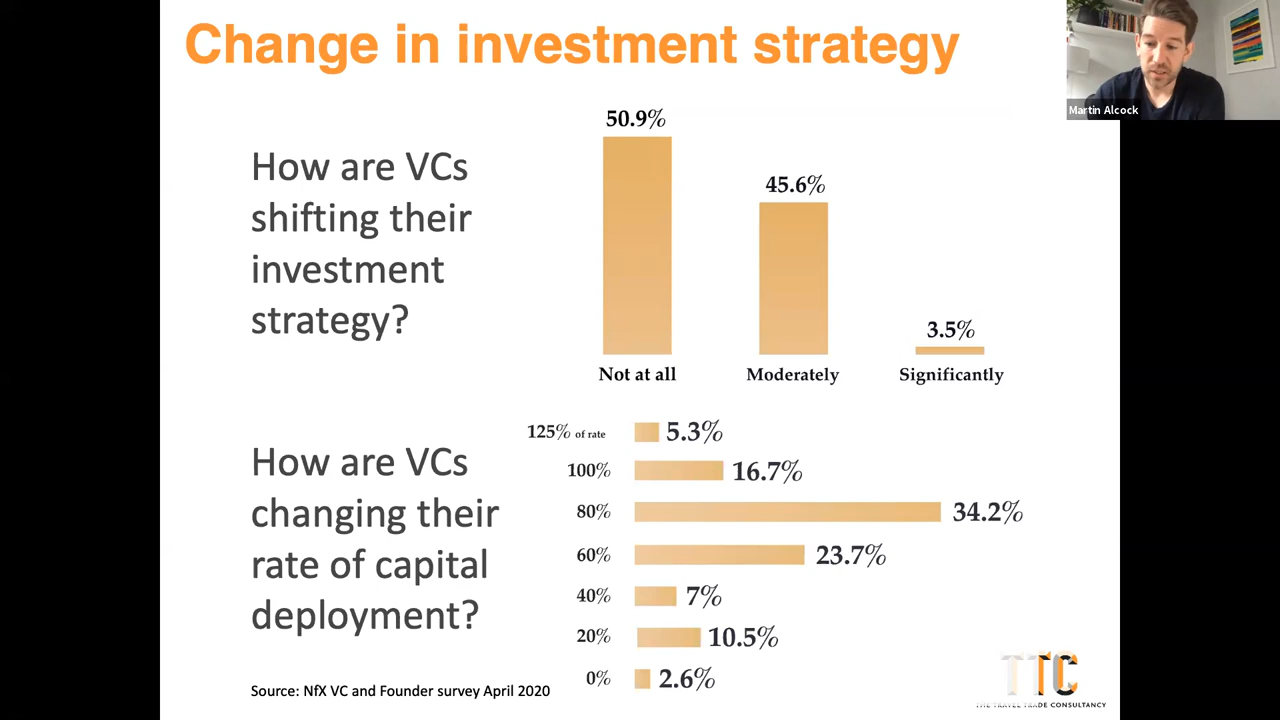 Change in investment strategy
Martin Alcock
How are VCs
shifting their
investment
strategy?
50.9%
45.6%
3.5%
Not at all
Moderately
Significantly
How are VCs
changing their
rate of capital
deployment?
125% of rate 5.3%
100% 16.7%
80% 34.2%
60% 23.7%
40% 7%
20% 10.5%
0% 2.6%
Source: NfX VC and Founder survey April 2020
TTC
THE TRAVEL TRADE CONSULTANCY